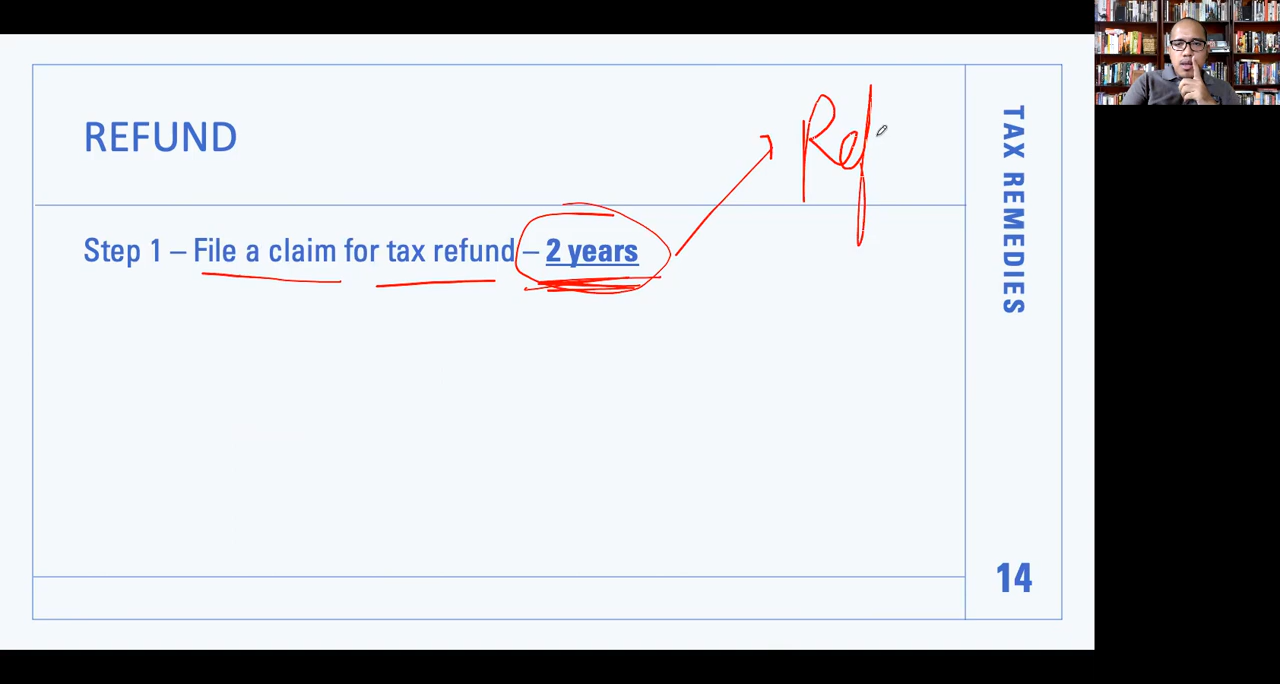 REFUND
Ref
Step 1 – File a claim for tax refund – 2 years
TAX REMEDIES
14